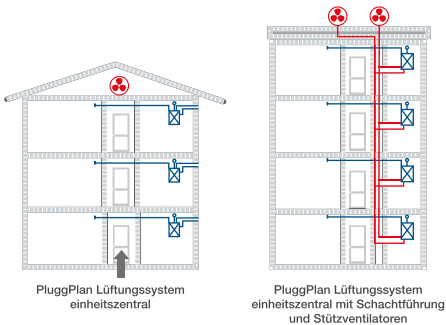 PluggPlan Lüftungssystem
einheitszentral
PluggPlan Lüftungssystem
einheitszentral mit Schachtführung
und Stützventilatoren